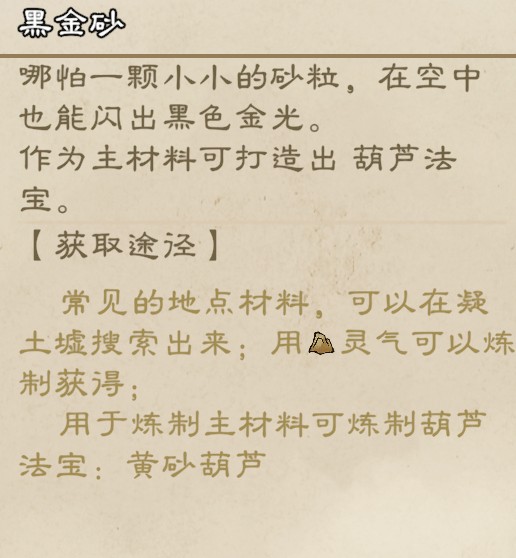 黑金砂
哪怕一颗小小的砂粒，在空中
也能闪出黑色金光。
作为主材料可打造出 葫芦法
宝。
【获取途径】
常见的地点材料，可以在凝
土墟搜索出来；用灵气可以炼
制获得；
用于炼制主材料可炼制葫芦
法宝：黄砂葫芦